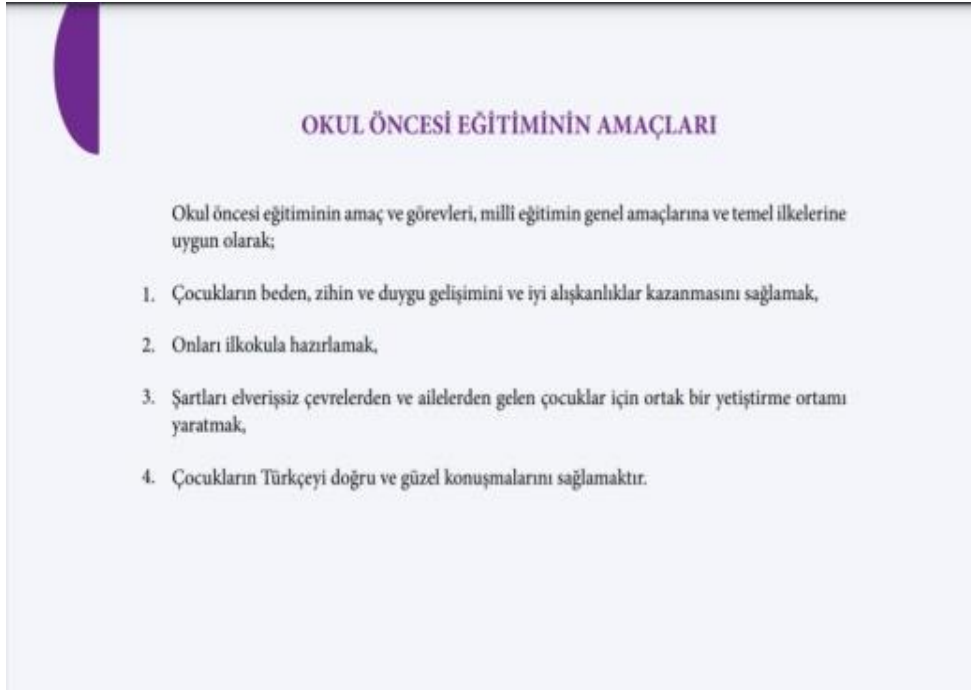 OKUL ÖNCESİ EĞİTİMİNİN AMAÇLARI
Okul öncesi eğitiminin amaç ve görevleri, millî eğitimin genel amaçlarına ve temel ilkelerine
uygun olarak;
1. Çocukların beden, zihin ve duygu gelişimini ve iyi alışkanlıklar kazanmasını sağlamak,
2. Onları ilkokula hazırlamak,
3. Şartları elverişsiz çevrelerden ve ailelerden gelen çocuklar için ortak bir yetiştirme ortamı
yaratmak,
4. Çocukların Türkçeyi doğru ve güzel konuşmalarını sağlamaktır.